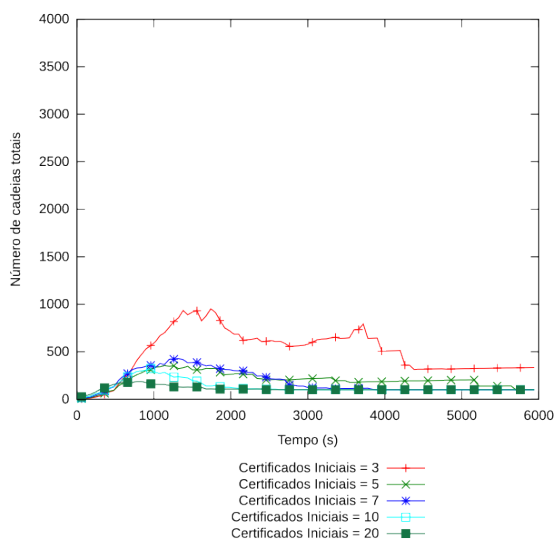 4000
3500
3000
2500
2000
1500
1000
500
0
Número de cadeias totais
0 1000 2000 3000 4000 5000 6000
Tempo (s)
Certificados Iniciais = 3
Certificados Iniciais = 5
Certificados Iniciais = 7
Certificados Iniciais = 10
Certificados Iniciais = 20